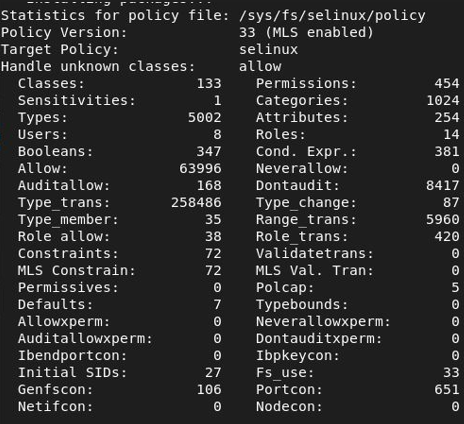 Installing packages...
Statistics for policy file: /sys/fs/selinux/policy
Policy Version: 33 (MLS enabled)
Target Policy: selinux
Handle unknown classes: allow
Classes: 133 Permissions: 454
Sensitivities: 1 Categories: 1024
Types: 5002 Attributes: 254
Users: 8 Roles: 14
Booleans: 347 Cond. Expr.: 381
Allow: 63996 Neverallow: 0
Auditallow: 168 Dontaudit: 8417
Type_trans: 258486 Type_change: 87
Type_member: 35 Range_trans: 5960
Role allow: 38 Role_trans: 420
Constraints: 72 Validatetrans: 0
MLS Constrain: 72 MLS Val. Tran: 0
Permissives: 0 Polcap: 5
Defaults: 7 Typebounds: 0
Allowxperm: 0 Neverallowxperm: 0
Auditallowxperm: 0 Dontauditxperm: 0
Ibendportcon: 0 Ibpkeycon: 0
Initial SIDs: 27 Fs_use: 33
Genfscon: 106 Portcon: 651
Netifcon: 0 Nodecon: 0